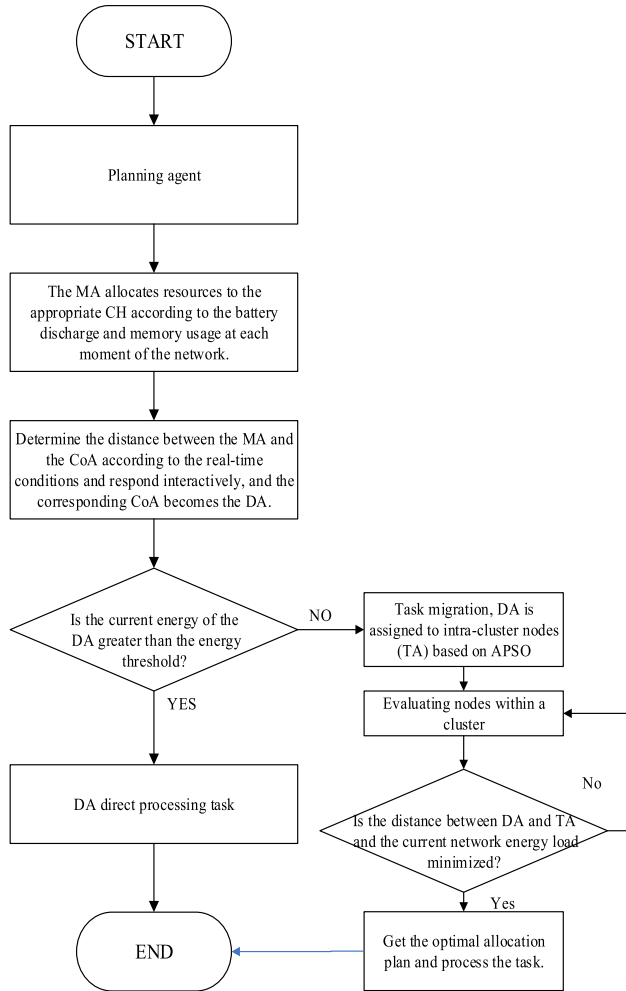 START
Planning agent
The MA allocates resources to the
appropriate CH according to the battery
discharge and memory usage at each
moment of the network.
Determine the distance between the MA and
the CoA according to the real-time
conditions and respond interactively, and the
corresponding CoA becomes the DA.
Is the current energy of the
DA greater than the energy
threshold?
NO
YES
DA direct processing task
END
Task migration, DA is
assigned to intra-cluster nodes
(TA) based on APSO
Evaluating nodes within a
cluster
No
Is the distance between DA and TA
and the current network energy load
minimized?
Yes
Get the optimal allocation
plan and process the task.